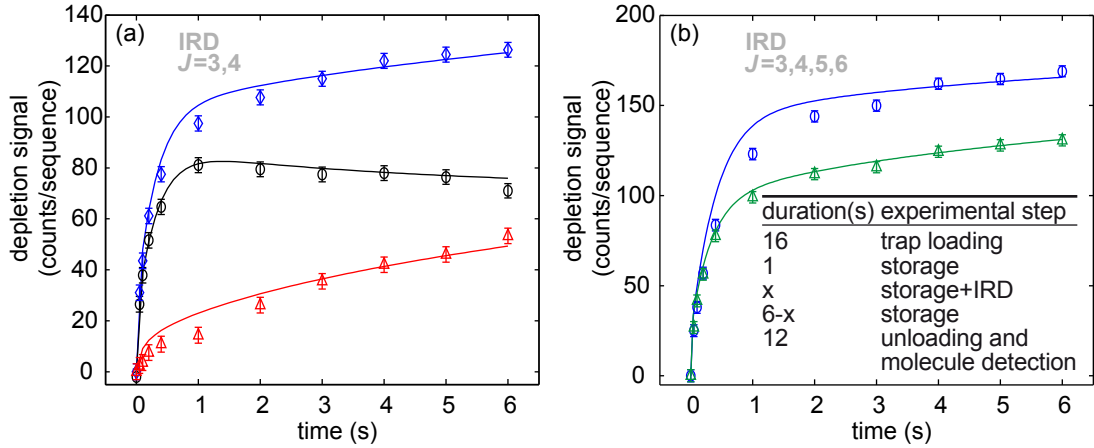 (a)
IRD
J=3,4
140
120
100
80
60
40
20
0
depletion signal
(counts/sequence)
0 1 2 3 4 5 6
time (s)
(b)
IRD
J=3,4,5,6
200
150
100
50
0
depletion signal
(counts/sequence)
duration(s) experimental step
16 trap loading
1 storage
x storage+IRD
6-x storage
12 unloading and
molecule detection
0 1 2 3 4 5 6
time (s)